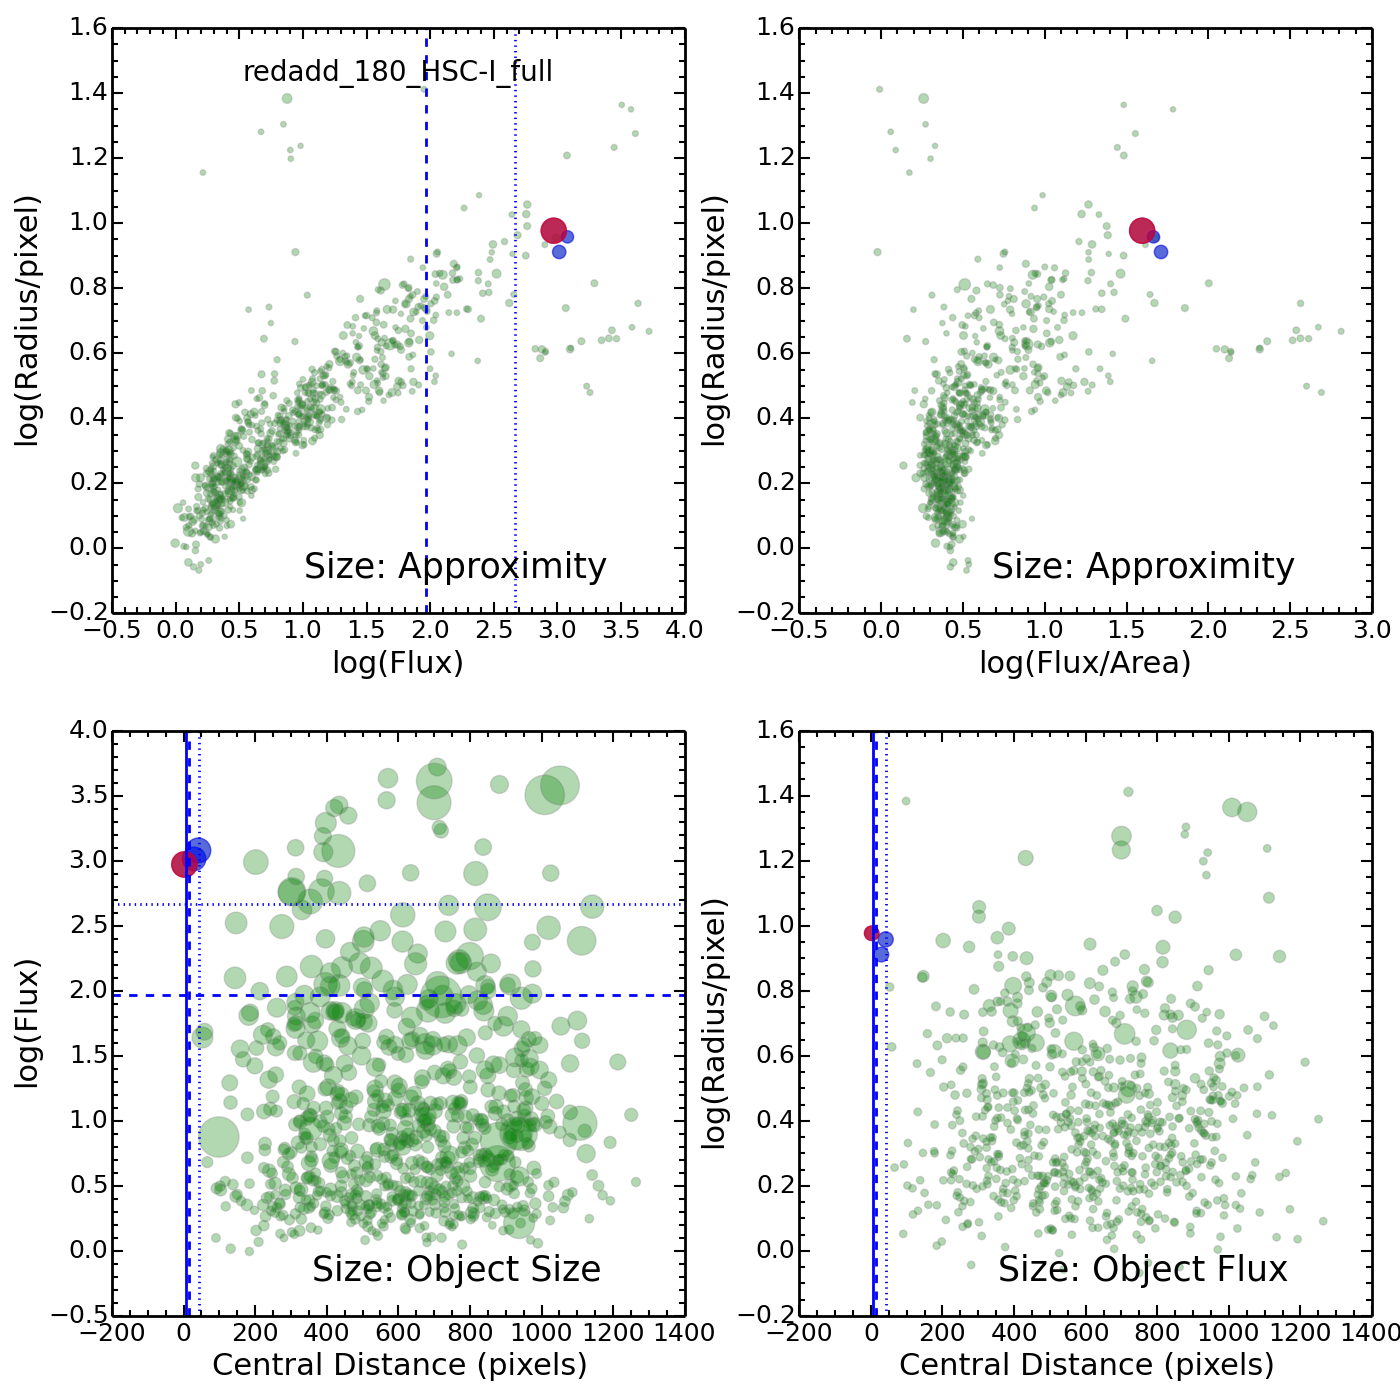 1.6
1.4
1.2
1.0
0.8
0.6
0.4
0.2
0.0
−0.2
log(Radius/pixel)
redadd_180_HSC-I_full
Size: Approximity
−0.5 0.0 0.5 1.0 1.5 2.0 2.5 3.0 3.5 4.0
log(Flux)
1.6
1.4
1.2
1.0
0.8
0.6
0.4
0.2
0.0
−0.2
log(Radius/pixel)
Size: Approximity
−0.5 0.0 0.5 1.0 1.5 2.0 2.5 3.0
log(Flux/Area)
4.0
3.5
3.0
2.5
2.0
1.5
1.0
0.5
0.0
−0.5
log(Flux)
Size: Object Size
−200 0 200 400 600 800 1000 1200 1400
Central Distance (pixels)
1.6
1.4
1.2
1.0
0.8
0.6
0.4
0.2
0.0
−0.2
log(Radius/pixel)
Size: Object Flux
−200 0 200 400 600 800 1000 1200 1400
Central Distance (pixels)